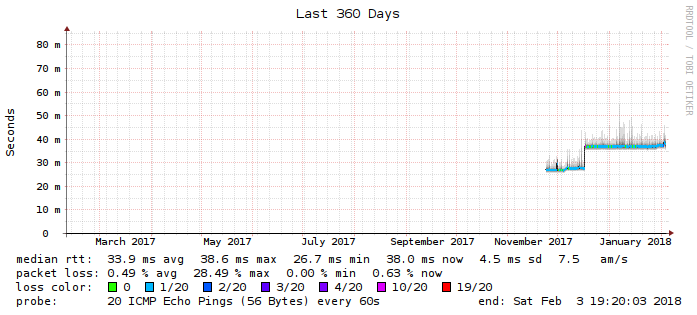 Last 360 Days
RRDTOOL / TOBI OETIKER
Seconds
80 m
70 m
60 m
50 m
40 m
30 m
20 m
10 m
0
March 2017 May 2017 July 2017 September 2017 November 2017 January 2018
median rtt: 33.9 ms avg 38.6 ms max 26.7 ms min 38.0 ms now 4.5 ms sd 7.5 am/s
packet loss: 0.49 % avg 28.49 % max 0.00 % min 0.63 % now
loss color: 0 1/20 2/20 3/20 4/20 10/20 19/20
probe: 20 ICMP Echo Pings (56 Bytes) every 60s end: Sat Feb 3 19:20:03 2018